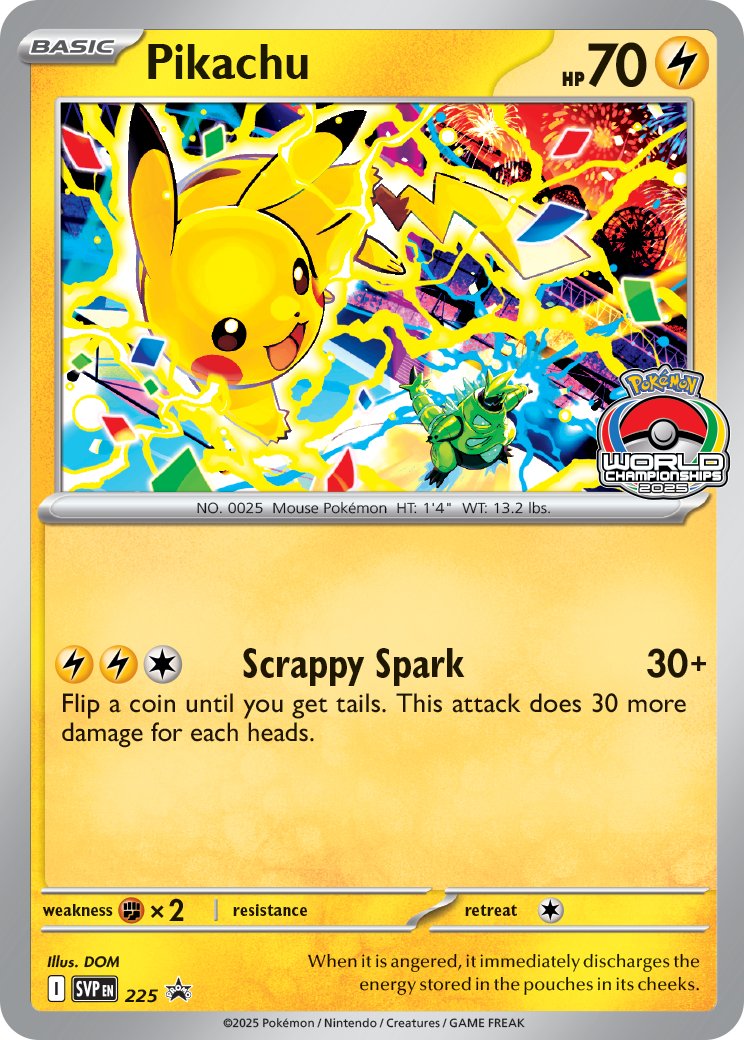 BASIC
Pikachu
HP 70
Pokémon
WORLD
CHAMPIONSHIPS
2025
NO. 0025 Mouse Pokémon HT: 1'4" WT: 13.2 lbs.
Scrappy Spark 30+
Flip a coin until you get tails. This attack does 30 more
damage for each heads.
weakness ×2 resistance retreat
Illus. DOM
When it is angered, it immediately discharges the
energy stored in the pouches in its cheeks.
I SVP EN 225
©2025 Pokémon / Nintendo / Creatures / GAME FREAK